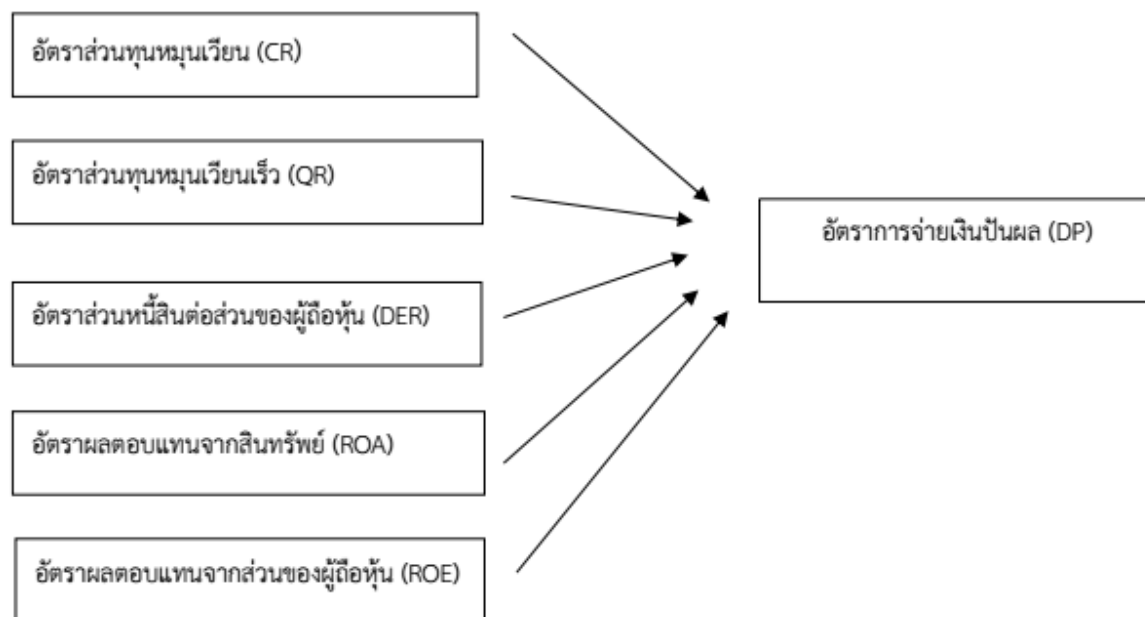 อัตราส่วนทุนหมุนเวียน (CR)
อัตราส่วนทุนหมุนเวียนเร็ว (QR)
อัตราการจ่ายเงินปันผล (DP)
อัตราส่วนหนี้สินต่อส่วนของผู้ถือหุ้น (DER)
อัตราผลตอบแทนจากสินทรัพย์ (ROA)
อัตราผลตอบแทนจากส่วนของผู้ถือหุ้น (ROE)